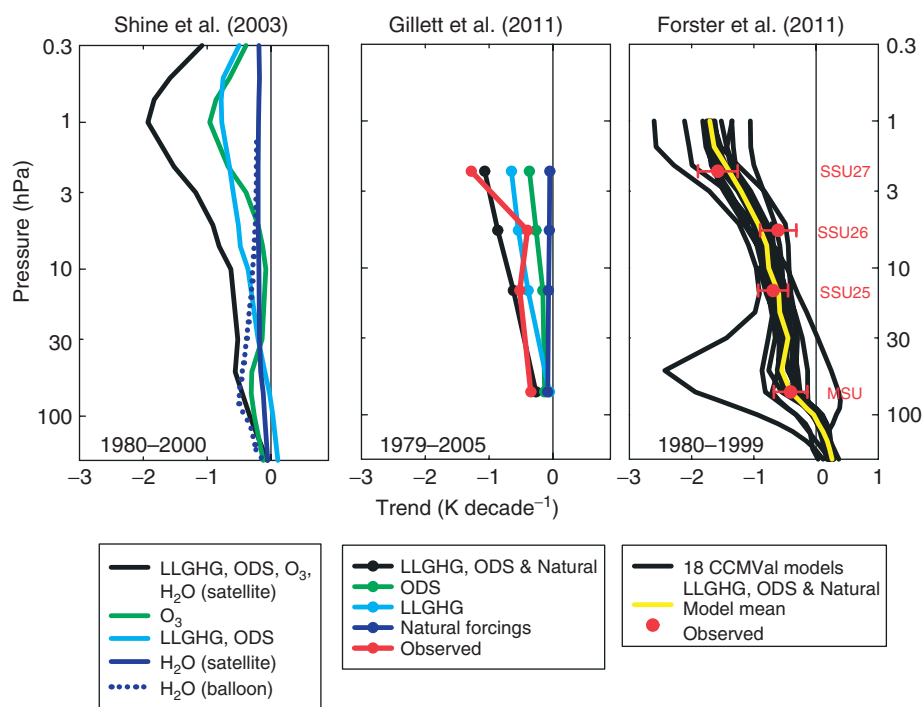 Shine et al. (2003)
Gillett et al. (2011)
Forster et al. (2011)
0.3
1
3
10
30
100
Pressure (hPa)
0.3
1
3
10
30
100
SSU27
SSU26
SSU25
MSU
1980–2000
1979–2005
1980–1999
−3 −2 −1 0
−3 −2 −1 0
−3 −2 −1 0 1
Trend (K decade⁻¹)
LLGHG, ODS, O₃,
H₂O (satellite)
O₃
LLGHG, ODS
H₂O (satellite)
H₂O (balloon)
LLGHG, ODS & Natural
ODS
LLGHG
Natural forcings
Observed
18 CCMVal models
LLGHG, ODS & Natural
Model mean
Observed